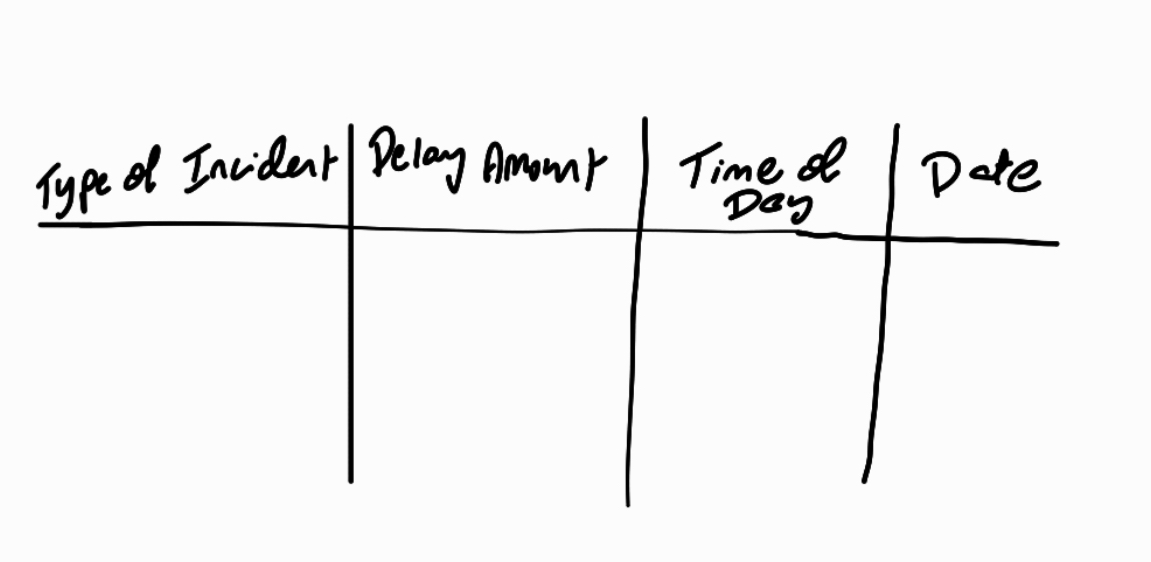 Type of Incident
Delay Amount
Time of
Day
Date